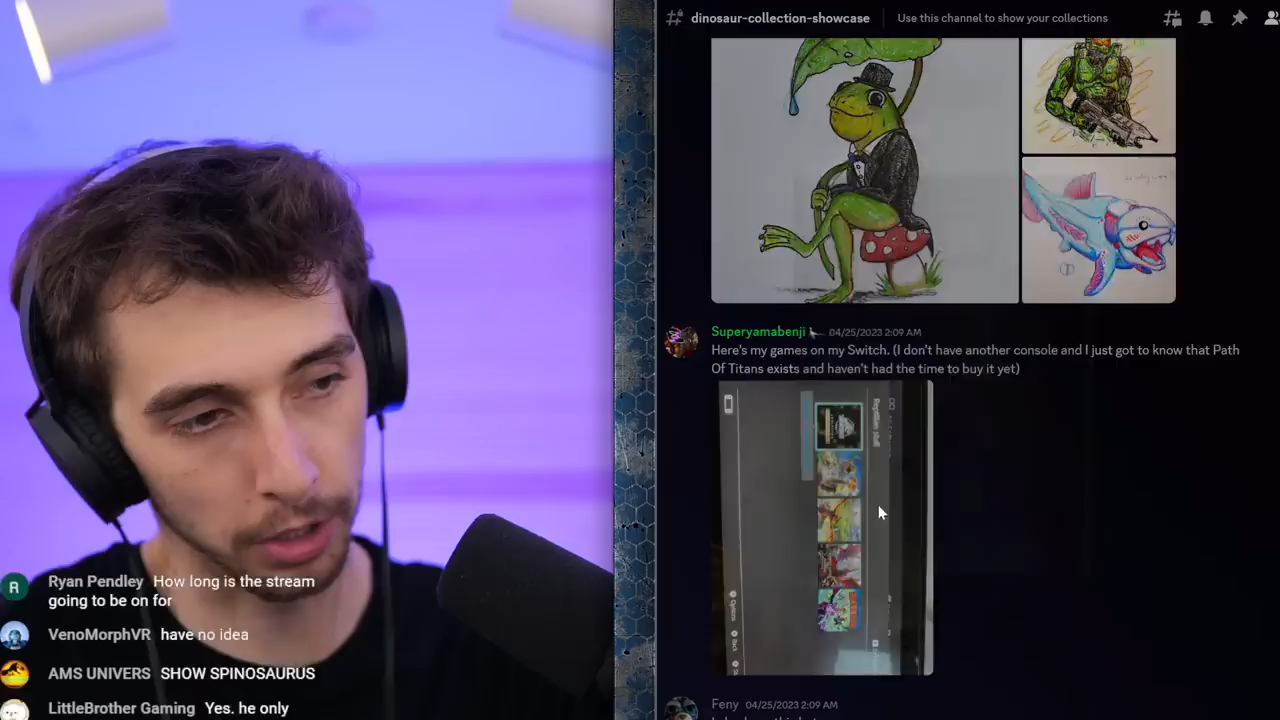 dinosaur-collection-showcase
Use this channel to show your collections
Superyamabenji 04/25/2023 2:09 AM
Here's my games on my Switch. (I don't have another console and I just got to know that Path
Of Titans exists and haven't had the time to buy it yet)
Reptilian stuff
Options
Back
Feny 04/25/2023 2:09 AM
R
Ryan Pendley How long is the stream
going to be on for
VenoMorphVR have no idea
AMS UNIVERS SHOW SPINOSAURUS
LittleBrother Gaming Yes. he only